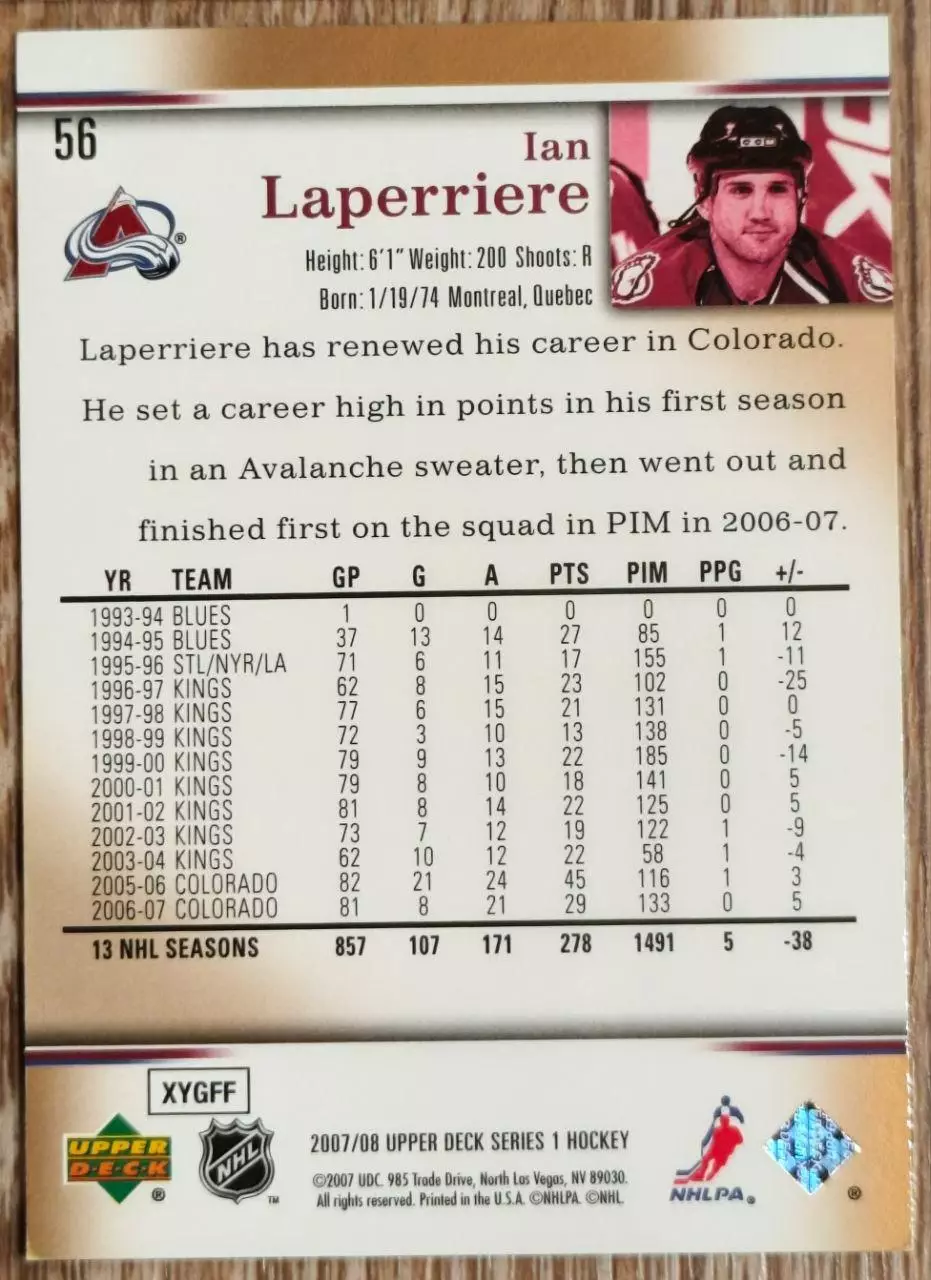 56
Ian
Laperriere
Height: 6'1" Weight: 200 Shoots: R
Born: 1/19/74 Montreal, Quebec
CCM
®
Laperriere has renewed his career in Colorado.
He set a career high in points in his first season
in an Avalanche sweater, then went out and
finished first on the squad in PIM in 2006-07.
YR TEAM GP G A PTS PIM PPG +/-
1993-94 BLUES 1 0 0 0 0 0 0
1994-95 BLUES 37 13 14 27 85 1 12
1995-96 STL/NYR/LA 71 6 11 17 155 1 -11
1996-97 KINGS 62 8 15 23 102 0 -25
1997-98 KINGS 77 6 15 21 131 0 0
1998-99 KINGS 72 3 10 13 138 0 -5
1999-00 KINGS 79 9 13 22 185 0 -14
2000-01 KINGS 79 8 10 18 141 0 5
2001-02 KINGS 81 8 14 22 125 0 5
2002-03 KINGS 73 7 12 19 122 1 -9
2003-04 KINGS 62 10 12 22 58 1 -4
2005-06 COLORADO 82 21 24 45 116 1 3
2006-07 COLORADO 81 8 21 29 133 0 5
13 NHL SEASONS 857 107 171 278 1491 5 -38
XYGFF
UPPER
D·E·C·K
®
NHL
™
2007/08 UPPER DECK SERIES 1 HOCKEY
©2007 UDC. 985 Trade Drive, North Las Vegas, NV 89030.
All rights reserved. Printed in the U.S.A. ©NHLPA. ©NHL.
NHLPA®
®